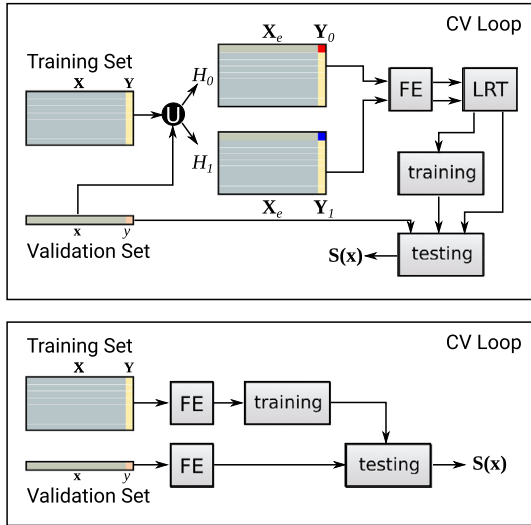 CV Loop
X_e Y_0
Training Set
X Y
H_0
FE LRT
U
H_1
training
X_e Y_1
x y
Validation Set
testing
S(x)
CV Loop
Training Set
X Y
FE training
FE testing S(x)
x y
Validation Set